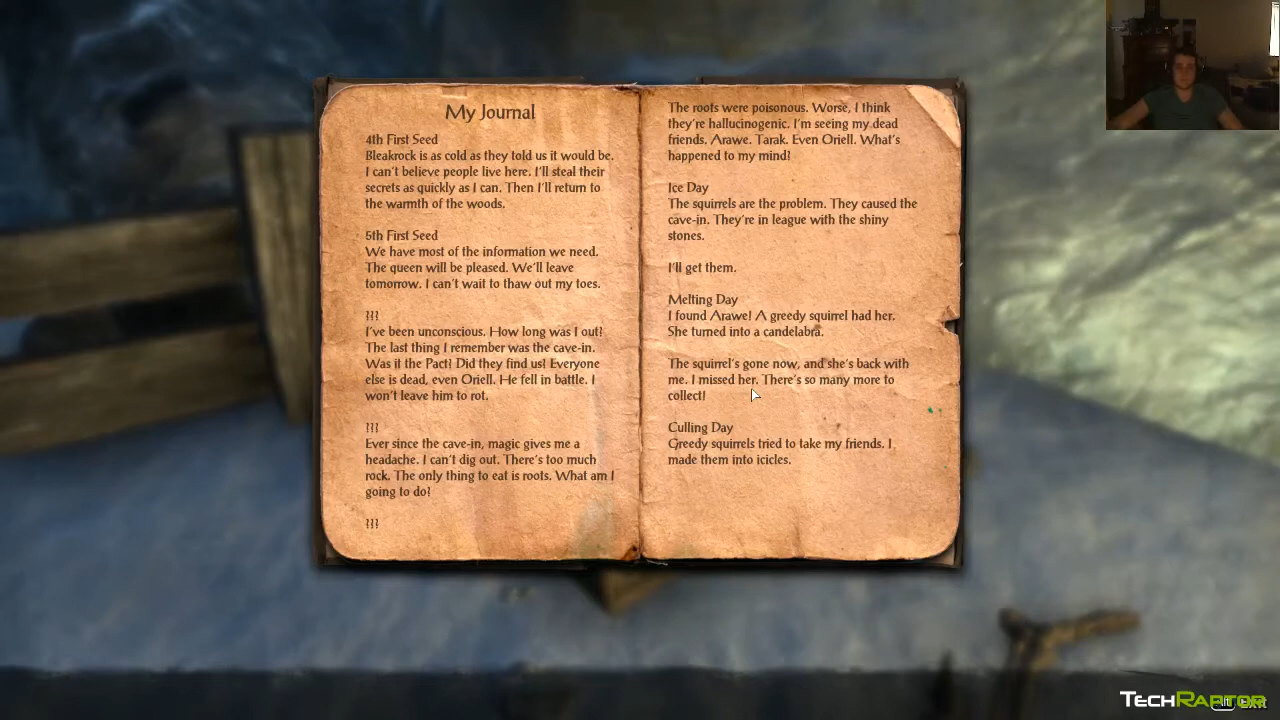 My Journal
4th First Seed
Bleakrock is as cold as they told us it would be.
I can't believe people live here. I'll steal their
secrets as quickly as I can. Then I'll return to
the warmth of the woods.
5th First Seed
We have most of the information we need.
The queen will be pleased. We'll leave
tomorrow. I can't wait to thaw out my toes.
???
I've been unconscious. How long was I out?
The last thing I remember was the cave-in.
Was it the Pact? Did they find us? Everyone
else is dead, even Oriell. He fell in battle. I
won't leave him to rot.
???
Ever since the cave-in, magic gives me a
headache. I can't dig out. There's too much
rock. The only thing to eat is roots. What am I
going to do?
???
The roots were poisonous. Worse, I think
they're hallucinogenic. I'm seeing my dead
friends. Arawe. Tarak. Even Oriell. What's
happened to my mind?
Ice Day
The squirrels are the problem. They caused the
cave-in. They're in league with the shiny
stones.
I'll get them.
Melting Day
I found Arawe! A greedy squirrel had her.
She turned into a candelabra.
The squirrel's gone now, and she's back with
me. I missed her. There's so many more to
collect!
Culling Day
Greedy squirrels tried to take my friends. I
made them into icicles.
TECHRAPTOR
Alt Exit